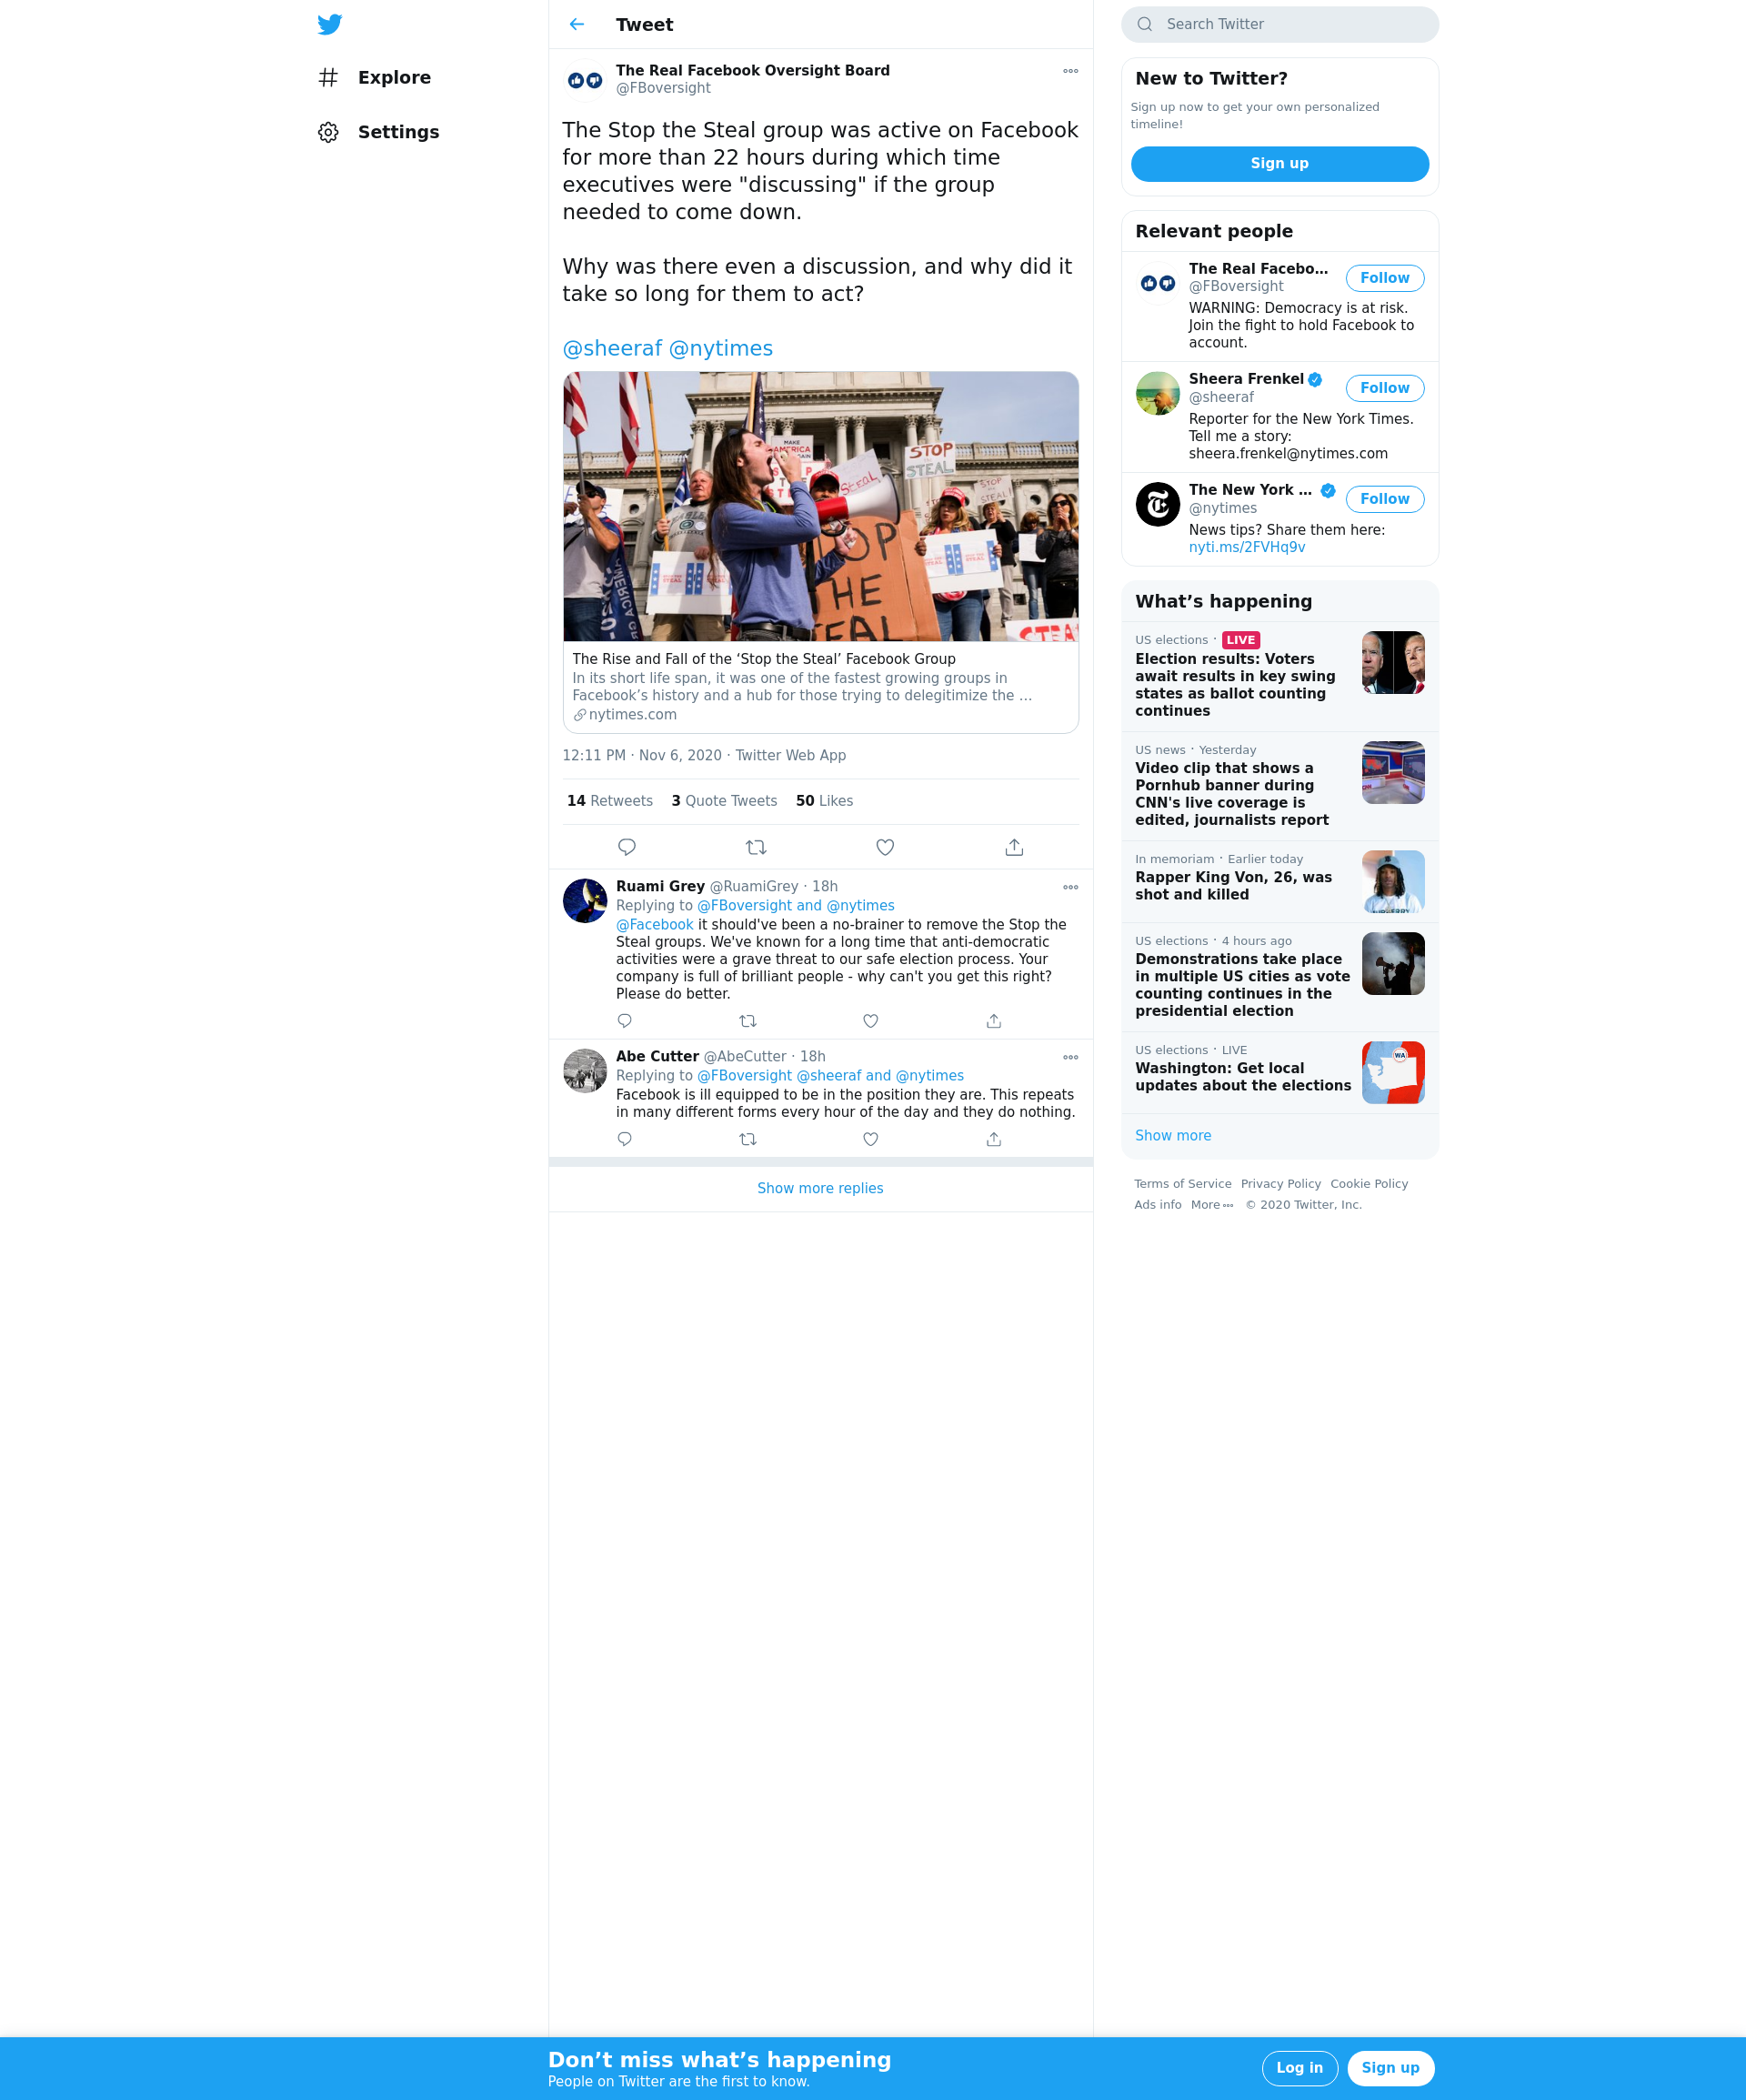 Explore
Settings
Tweet
The Real Facebook Oversight Board
@FBoversight
The Stop the Steal group was active on Facebook
for more than 22 hours during which time
executives were "discussing" if the group
needed to come down.
Why was there even a discussion, and why did it
take so long for them to act?
@sheeraf @nytimes
MAKE
AMERICA
STOP
STEAL
STEAL
STOP
STEAL
STOP
THE
STEAL
AMERICA
STEAL
The Rise and Fall of the ‘Stop the Steal’ Facebook Group
In its short life span, it was one of the fastest growing groups in
Facebook’s history and a hub for those trying to delegitimize the …
nytimes.com
12:11 PM · Nov 6, 2020 · Twitter Web App
14 Retweets 3 Quote Tweets 50 Likes
Ruami Grey @RuamiGrey · 18h
Replying to @FBoversight and @nytimes
@Facebook it should've been a no-brainer to remove the Stop the
Steal groups. We've known for a long time that anti-democratic
activities were a grave threat to our safe election process. Your
company is full of brilliant people - why can't you get this right?
Please do better.
Abe Cutter @AbeCutter · 18h
Replying to @FBoversight @sheeraf and @nytimes
Facebook is ill equipped to be in the position they are. This repeats
in many different forms every hour of the day and they do nothing.
Show more replies
Search Twitter
New to Twitter?
Sign up now to get your own personalized
timeline!
Sign up
Relevant people
The Real Facebo…
Follow
@FBoversight
WARNING: Democracy is at risk.
Join the fight to hold Facebook to
account.
Sheera Frenkel
Follow
@sheeraf
Reporter for the New York Times.
Tell me a story:
sheera.frenkel@nytimes.com
The New York …
Follow
@nytimes
News tips? Share them here:
nyti.ms/2FVHq9v
What’s happening
US elections · LIVE
Election results: Voters
await results in key swing
states as ballot counting
continues
US news · Yesterday
Video clip that shows a
Pornhub banner during
CNN's live coverage is
edited, journalists report
In memoriam · Earlier today
Rapper King Von, 26, was
shot and killed
US elections · 4 hours ago
Demonstrations take place
in multiple US cities as vote
counting continues in the
presidential election
US elections · LIVE
Washington: Get local
updates about the elections
WA
Show more
Terms of Service Privacy Policy Cookie Policy
Ads info More © 2020 Twitter, Inc.
Don’t miss what’s happening
People on Twitter are the first to know.
Log in
Sign up